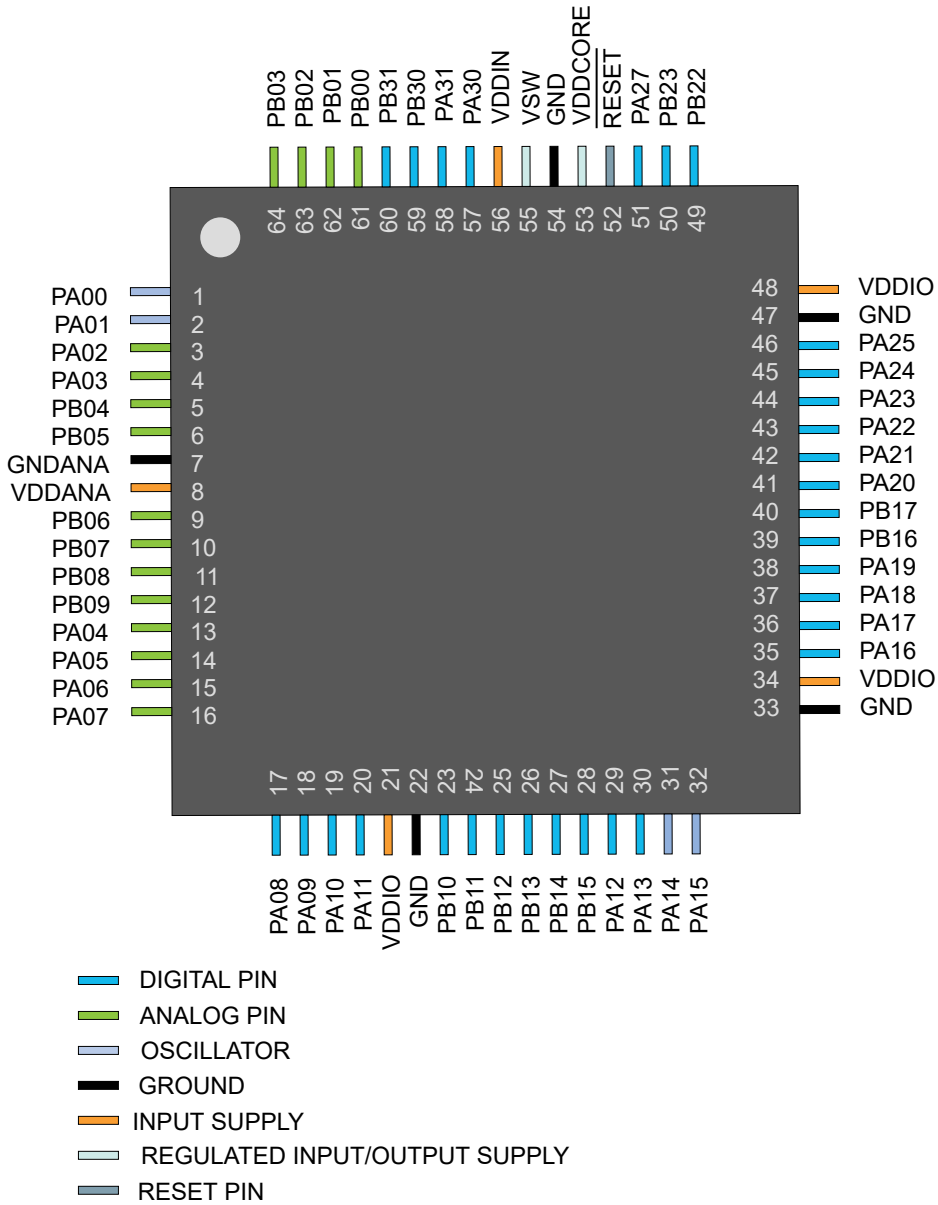 PB03
PB02
PB01
PB00
PB31
PB30
PA31
PA30
VDDIN
VSW
GND
VDDCORE
RESET
PA27
PB23
PB22
64
63
62
61
60
59
58
57
56
55
54
53
52
51
50
49
PA00 1
PA01 2
PA02 3
PA03 4
PB04 5
PB05 6
GNDANA 7
VDDANA 8
PB06 9
PB07 10
PB08 11
PB09 12
PA04 13
PA05 14
PA06 15
PA07 16
48 VDDIO
47 GND
46 PA25
45 PA24
44 PA23
43 PA22
42 PA21
41 PA20
40 PB17
39 PB16
38 PA19
37 PA18
36 PA17
35 PA16
34 VDDIO
33 GND
17
18
19
20
21
22
23
24
25
26
27
28
29
30
31
32
PA08
PA09
PA10
PA11
VDDIO
GND
PB10
PB11
PB12
PB13
PB14
PB15
PA12
PA13
PA14
PA15
DIGITAL PIN
ANALOG PIN
OSCILLATOR
GROUND
INPUT SUPPLY
REGULATED INPUT/OUTPUT SUPPLY
RESET PIN